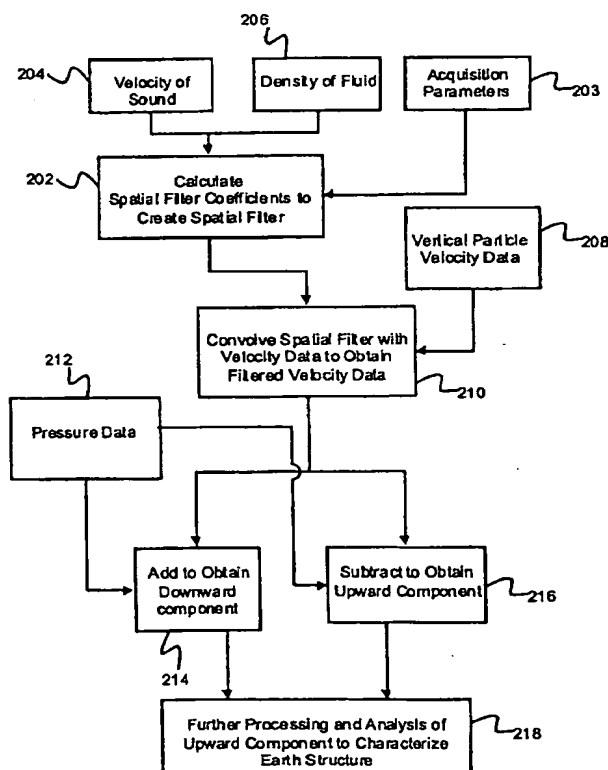 206
204
Velocity of
Sound
Density of Fluid
Acquisition
Parameters
203
202
Calculate
Spatial Filter Coefficients to
Create Spatial Filter
Vertical Particle
Velocity Data
208
Convolve Spatial Filter with
Velocity Data to Obtain
Filtered Velocity Data
210
212
Pressure Data
Add to Obtain
Downward
component
214
Subtract to Obtain
Upward Component
216
Further Processing and Analysis of
Upward Component to Characterize
Earth Structure
218